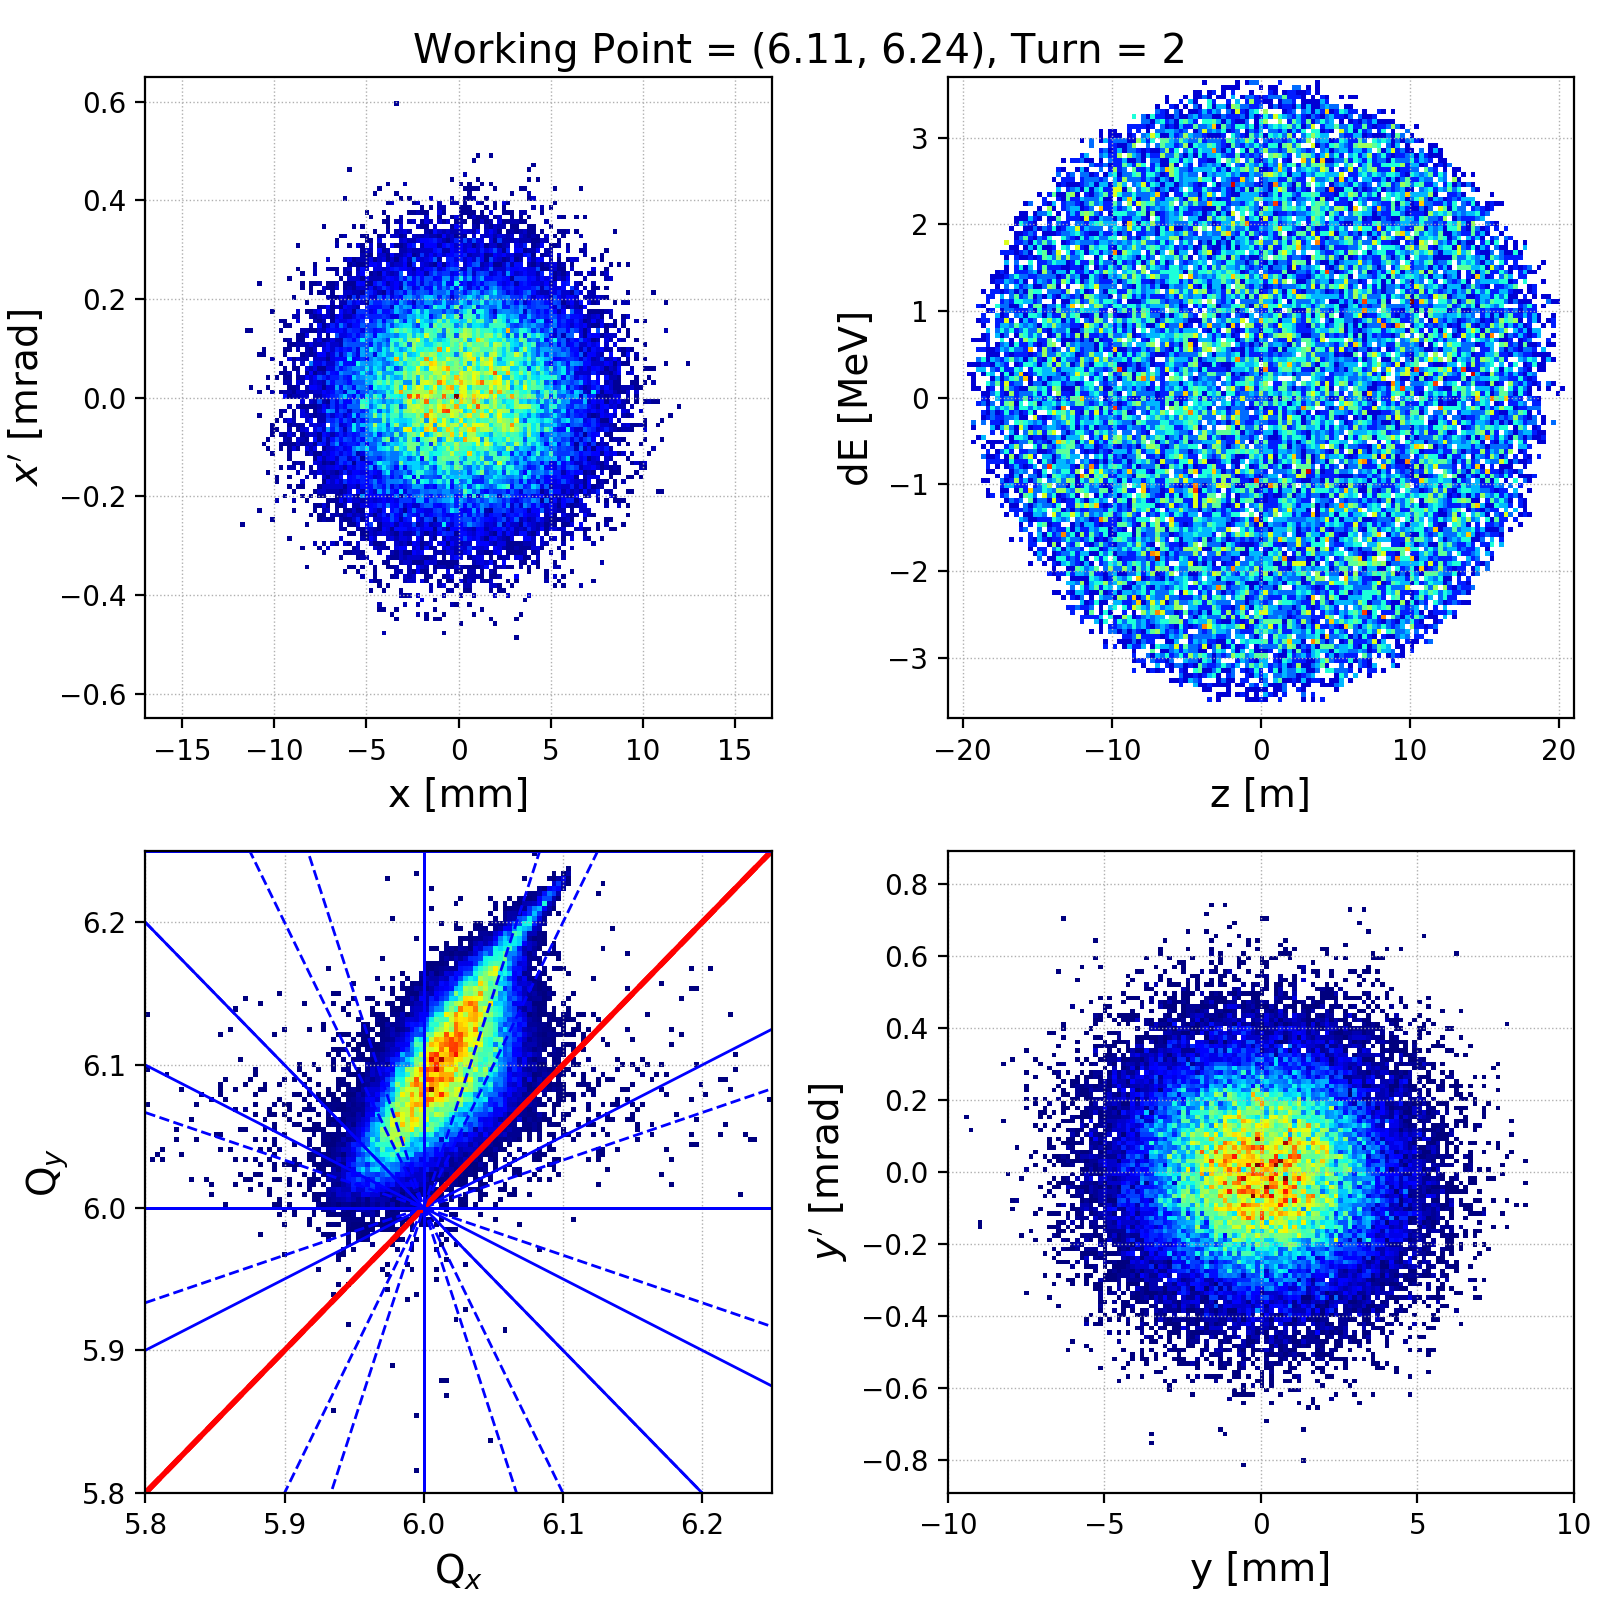 Working Point = (6.11, 6.24), Turn = 2
0.6
0.4
0.2
0.0
−0.2
−0.4
−0.6
x′ [mrad]
−15 −10 −5 0 5 10 15
x [mm]
3
2
1
0
−1
−2
−3
dE [MeV]
−20 −10 0 10 20
z [m]
6.2
6.1
6.0
5.9
5.8
Qy
5.8 5.9 6.0 6.1 6.2
Qx
0.8
0.6
0.4
0.2
0.0
−0.2
−0.4
−0.6
−0.8
y′ [mrad]
−10 −5 0 5 10
y [mm]